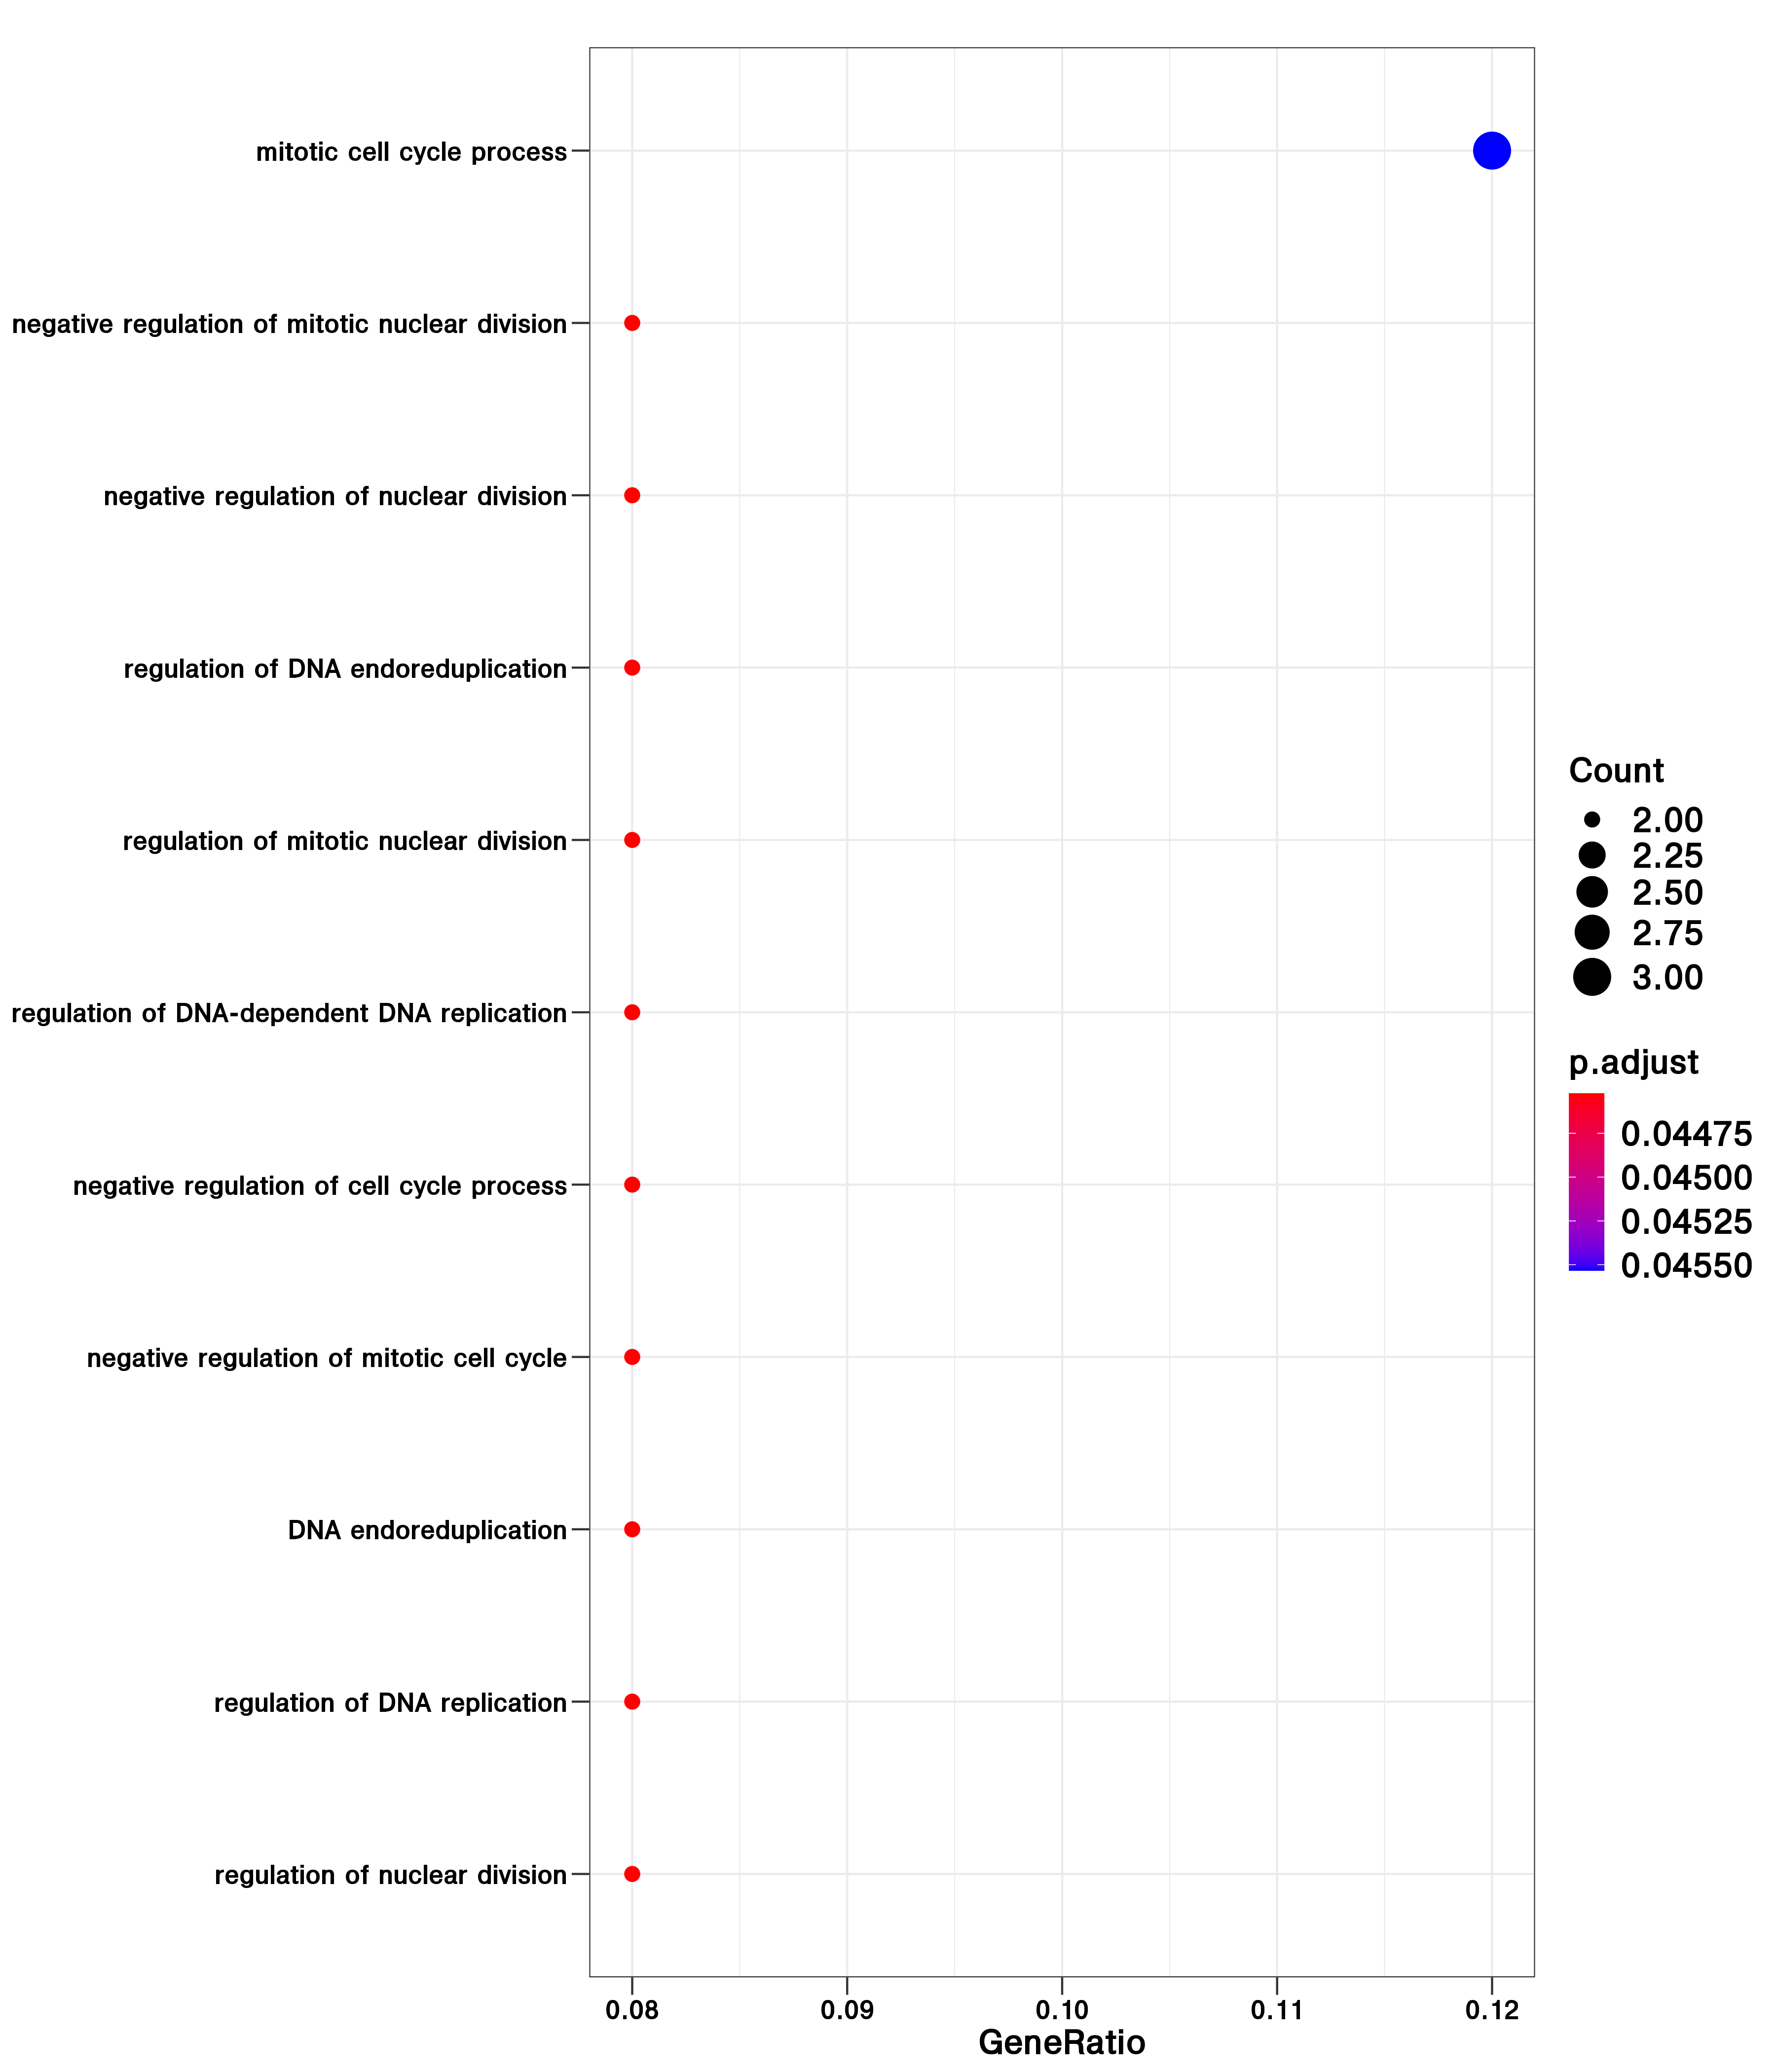 mitotic cell cycle process
negative regulation of mitotic nuclear division
negative regulation of nuclear division
regulation of DNA endoreduplication
regulation of mitotic nuclear division
regulation of DNA-dependent DNA replication
negative regulation of cell cycle process
negative regulation of mitotic cell cycle
DNA endoreduplication
regulation of DNA replication
regulation of nuclear division
0.08 0.09 0.10 0.11 0.12
GeneRatio
Count
2.00
2.25
2.50
2.75
3.00
p.adjust
0.04475
0.04500
0.04525
0.04550